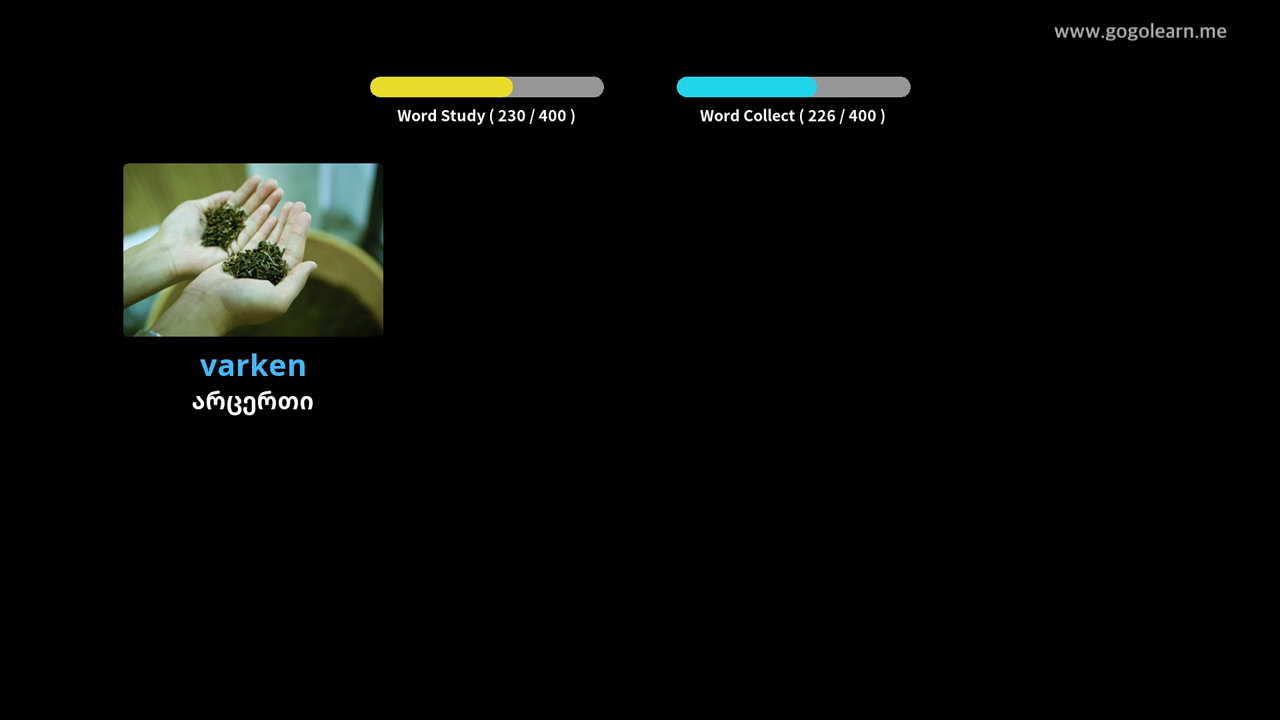 www.gogolearn.me
Word Study ( 230 / 400 )
Word Collect ( 226 / 400 )
varken
არცერთი